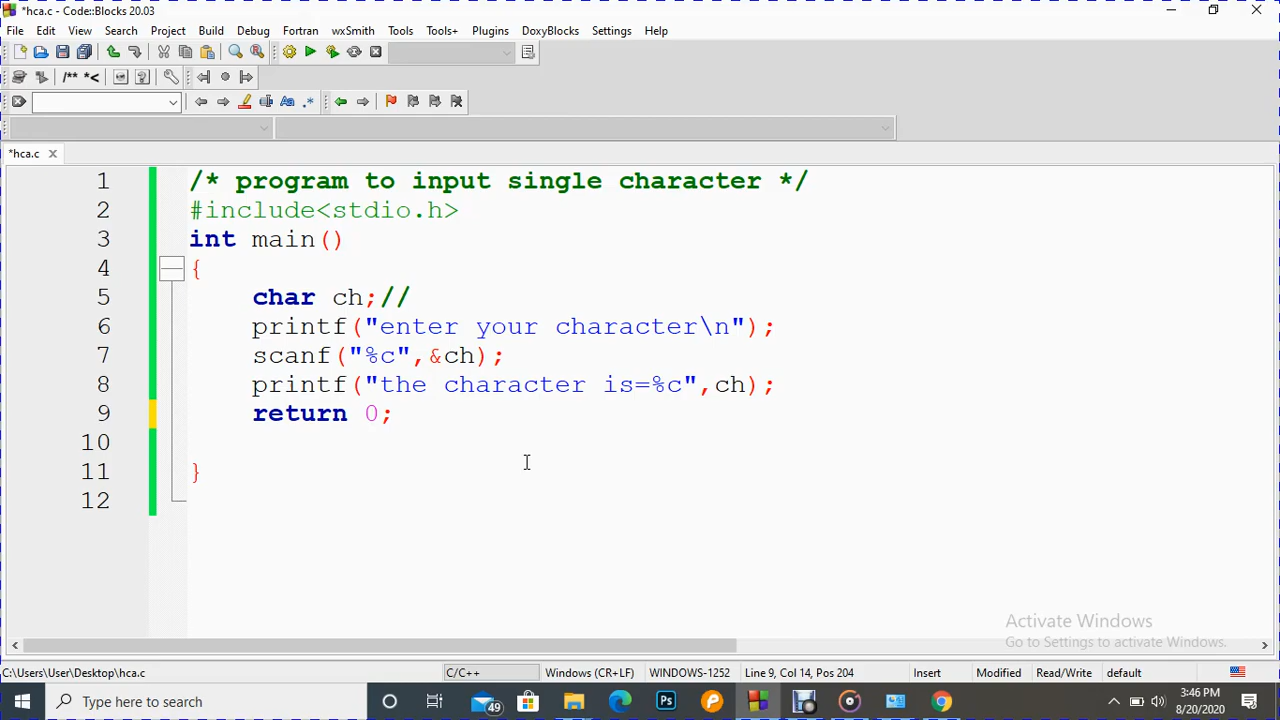 *hca.c - Code::Blocks 20.03
File Edit View Search Project Build Debug Fortran wxSmith Tools Tools+ Plugins DoxyBlocks Settings Help
/** *<
*hca.c
1 /* program to input single character */
2 #include<stdio.h>
3 int main()
4 {
5 char ch;//
6 printf("enter your character\n");
7 scanf("%c",&ch);
8 printf("the character is=%c",ch);
9 return 0;
10
11 }
12
Activate Windows
Go to Settings to activate Windows.
C:\Users\User\Desktop\hca.c C/C++ Windows (CR+LF) WINDOWS-1252 Line 9, Col 14, Pos 204 Insert Modified Read/Write default
Type here to search 49 Ps 3:46 PM
8/20/2020